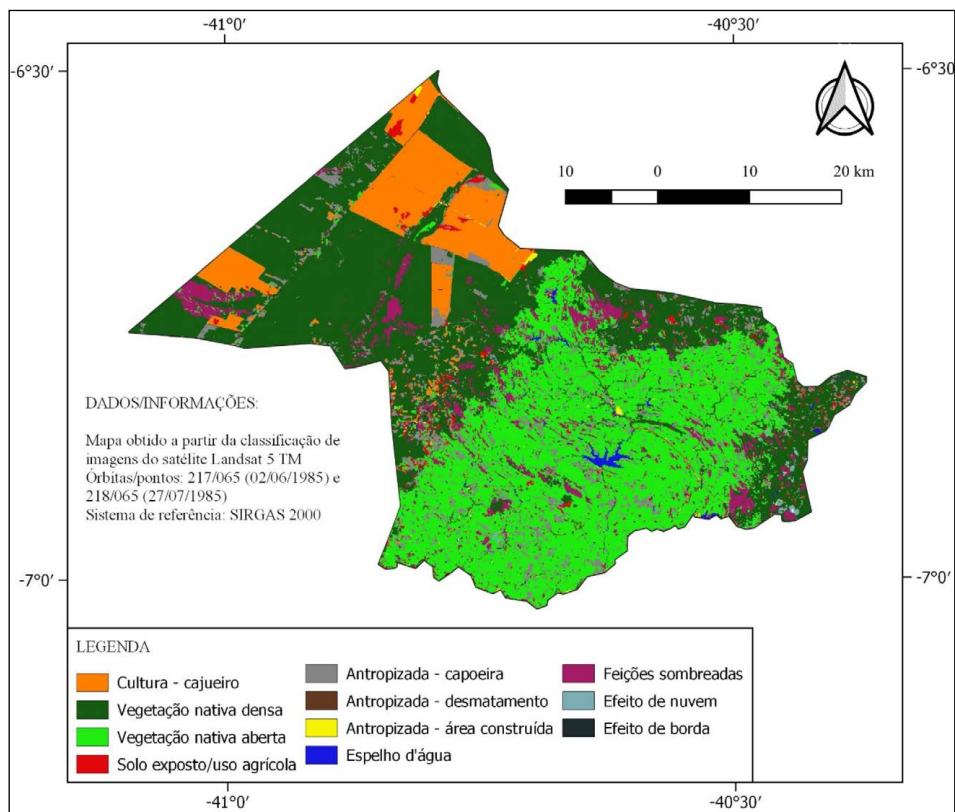 -41°0′
-40°30′
-6°30′
-6°30′
10
0
10
20 km
DADOS/INFORMAÇÕES:
Mapa obtido a partir da classificação de
imagens do satélite Landsat 5 TM
Órbitas/pontos: 217/065 (02/06/1985) e
218/065 (27/07/1985)
Sistema de referência: SIRGAS 2000
-7°0′
-7°0′
LEGENDA
Cultura - cajueiro
Vegetação nativa densa
Vegetação nativa aberta
Solo exposto/uso agrícola
Antropizada - capoeira
Antropizada - desmatamento
Antropizada - área construída
Espelho d'água
Feições sombreadas
Efeito de nuvem
Efeito de borda
-41°0′
-40°30′